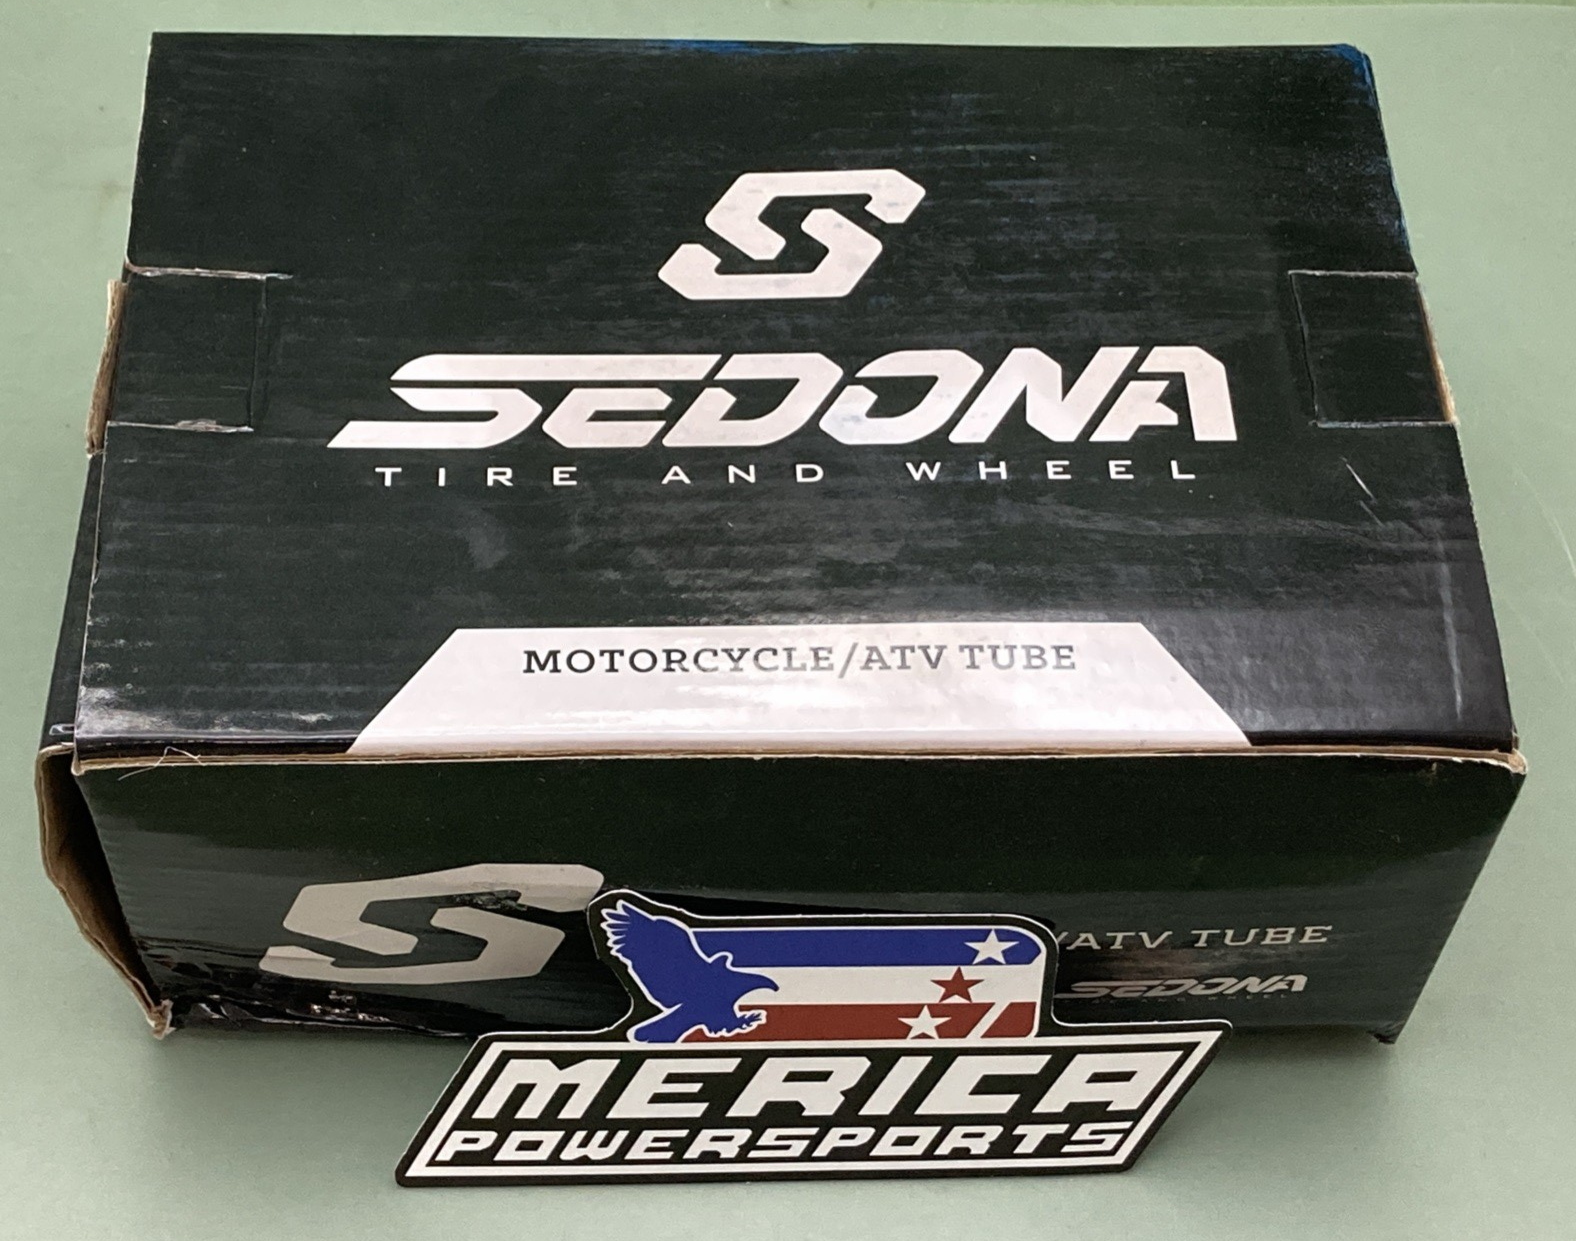 S
SEDONA
TIRE AND WHEEL
MOTORCYCLE/ATV TUBE
S
/ATV TUBE
SEDONA
MERICA
POWERSPORTS